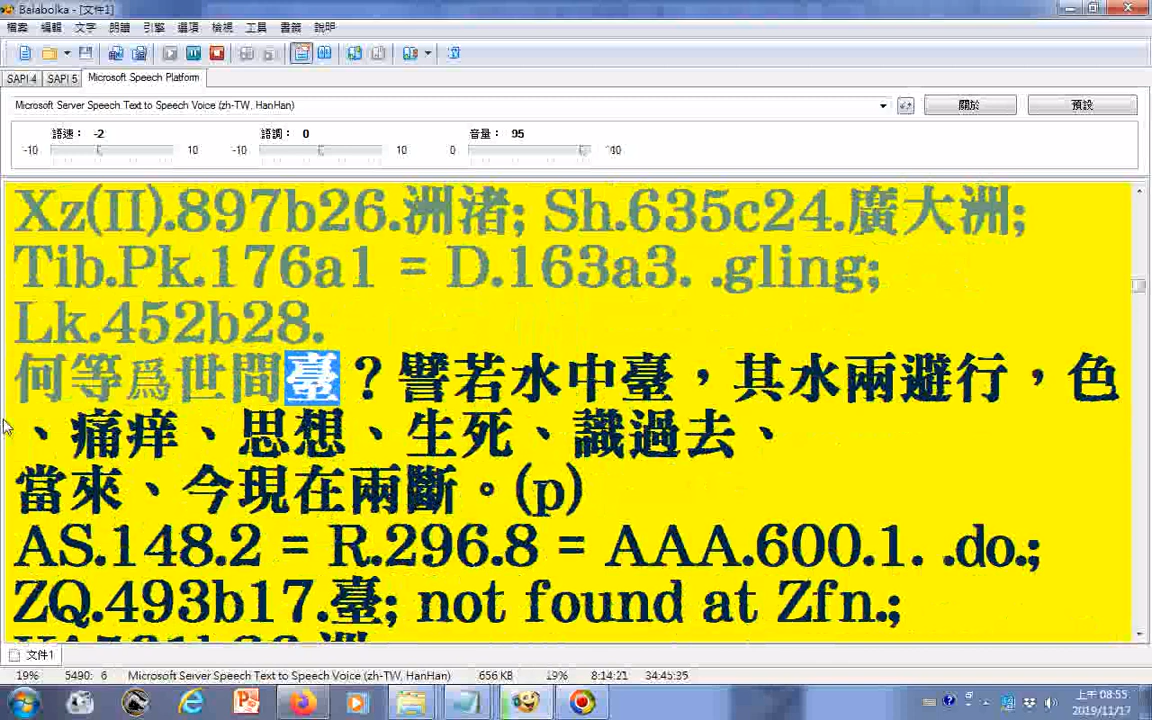 Balabolka - [文件1]
檔案 編輯 文字 朗讀 引擎 選項 檢視 工具 書籤 說明
SAPI 4 SAPI 5 Microsoft Speech Platform
Microsoft Server Speech Text to Speech Voice (zh-TW, HanHan) 關於 預設
語速： -2 語調： 0 音量： 95
-10 10 -10 10 0
Xz(II).897b26.洲渚; Sh.635c24.廣大洲;
Tib.Pk.176a1 = D.163a3. .gling;
Lk.452b28.
何等爲世間臺？譬若水中臺，其水兩避行，色
、痛痒、思想、生死、識過去、
當來、今現在兩斷。(p)
AS.148.2 = R.296.8 = AAA.600.1. .do.;
ZQ.493b17.臺; not found at Zfn.;
文件1
19% 5490: 6 Microsoft Server Speech Text to Speech Voice (zh-TW, HanHan) 656 KB 19% 8:14:21 34:45:35
上午 08:55
2019/11/17